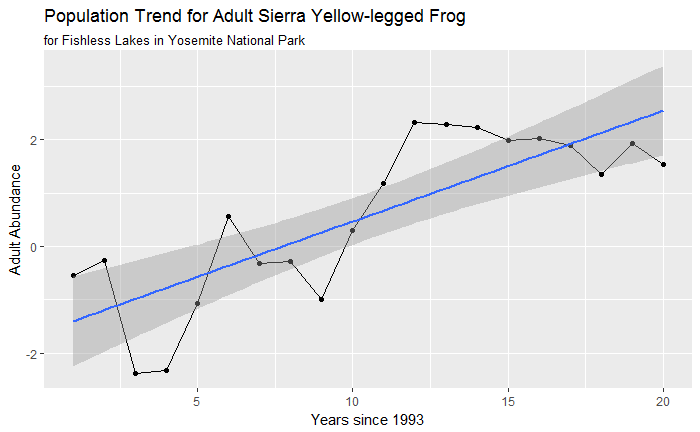 Population Trend for Adult Sierra Yellow-legged Frog
for Fishless Lakes in Yosemite National Park
Adult Abundance
2
0
-2
5 10 15 20
Years since 1993